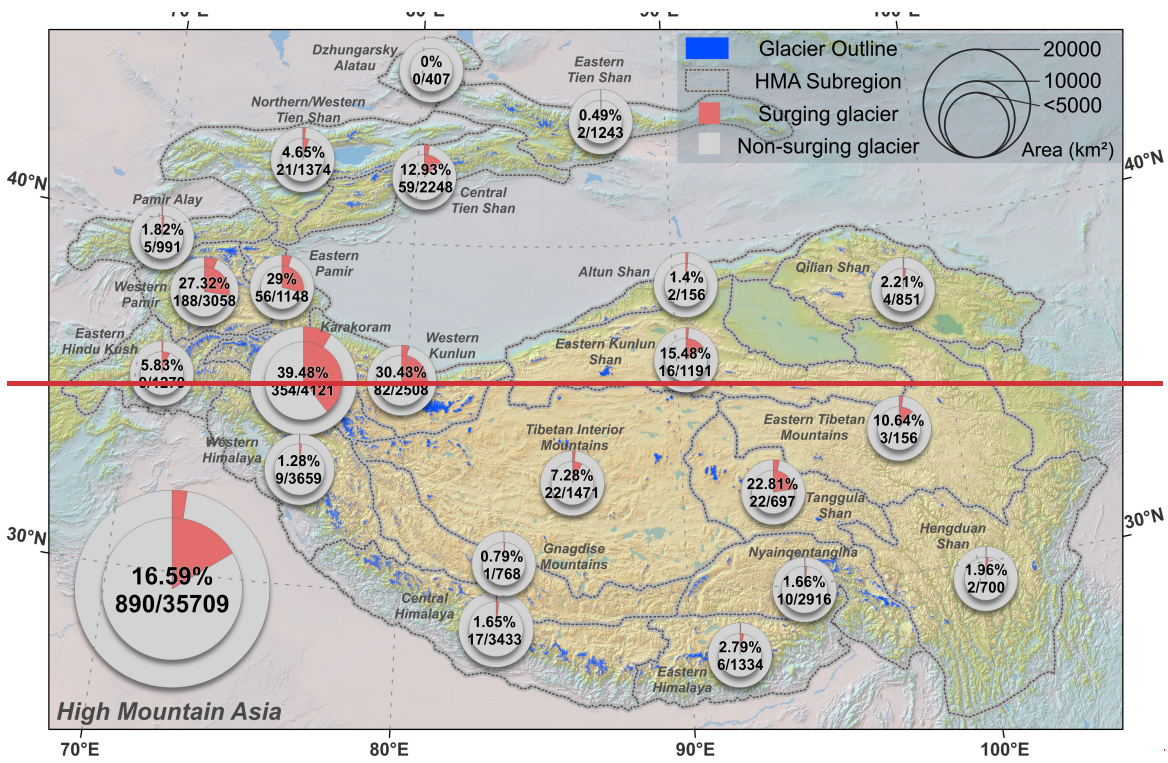 Dzhungarsky
Alatau
0%
0/407
Eastern
Tien Shan
0.49%
2/1243
Glacier Outline
HMA Subregion
Surging glacier
Non-surging glacier
20000
10000
<5000
Area (km²)
Northern/Western
Tien Shan
4.65%
21/1374
12.93%
59/2248
Central
Tien Shan
40°N
40°N
Pamir Alay
1.82%
5/991
Western
Pamir
27.32%
188/3058
Eastern
Pamir
29%
56/1148
Altun Shan
1.4%
2/156
Qilian Shan
2.21%
4/851
Eastern
Hindu Kush
5.83%
Karakoram
39.48%
354/4121
Western
Kunlun
30.48%
82/2508
Eastern Kunlun
Shan
15.48%
16/1191
Western
Himalaya
1.28%
9/3659
Tibetan Interior
Mountains
7.28%
22/1471
Eastern Tibetan
Mountains
10.64%
3/156
22.81%
22/697
Tanggula
Shan
30°N
30°N
Hengduan
Shan
1.96%
2/700
0.79%
1/768
Gnagdise
Mountains
Nyainqentanglha
1.66%
10/2916
Central
Himalaya
1.65%
17/3433
2.79%
6/1334
Eastern
Himalaya
16.59%
890/35709
High Mountain Asia
70°E
80°E
90°E
100°E